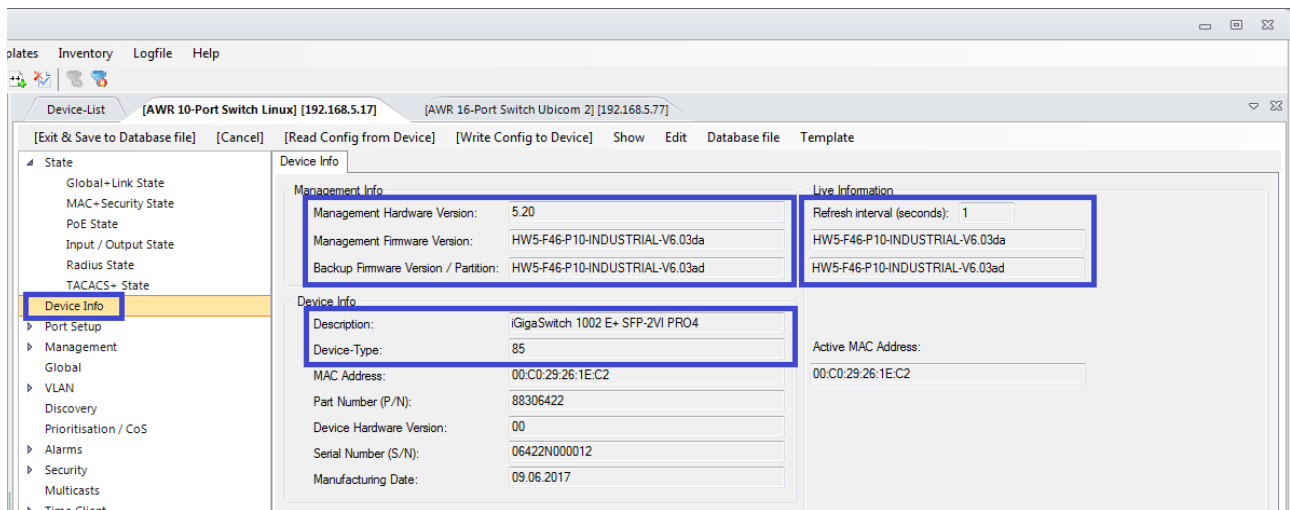 plates Inventory Logfile Help
Device-List [AWR 10-Port Switch Linux] [192.168.5.17] [AWR 16-Port Switch Ubicom 2] [192.168.5.77]
[Exit & Save to Database file] [Cancel] [Read Config from Device] [Write Config to Device] Show Edit Database file Template
State
Global+Link State
MAC+Security State
PoE State
Input / Output State
Radius State
TACACS+ State
Device Info
Port Setup
Management
Global
VLAN
Discovery
Prioritisation / CoS
Alarms
Security
Multicasts
Time Client
Device Info
Management Info
Management Hardware Version: 5.20
Management Firmware Version: HW5-F46-P10-INDUSTRIAL-V6.03da
Backup Firmware Version / Partition: HW5-F46-P10-INDUSTRIAL-V6.03ad
Device Info
Description: iGigaSwitch 1002 E+ SFP-2VI PRO4
Device-Type: 85
MAC Address: 00:C0:29:26:1E:C2
Part Number (P/N): 88306422
Device Hardware Version: 00
Serial Number (S/N): 06422N000012
Manufacturing Date: 09.06.2017
Live Information
Refresh interval (seconds): 1
HW5-F46-P10-INDUSTRIAL-V6.03da
HW5-F46-P10-INDUSTRIAL-V6.03ad
Active MAC Address:
00:C0:29:26:1E:C2